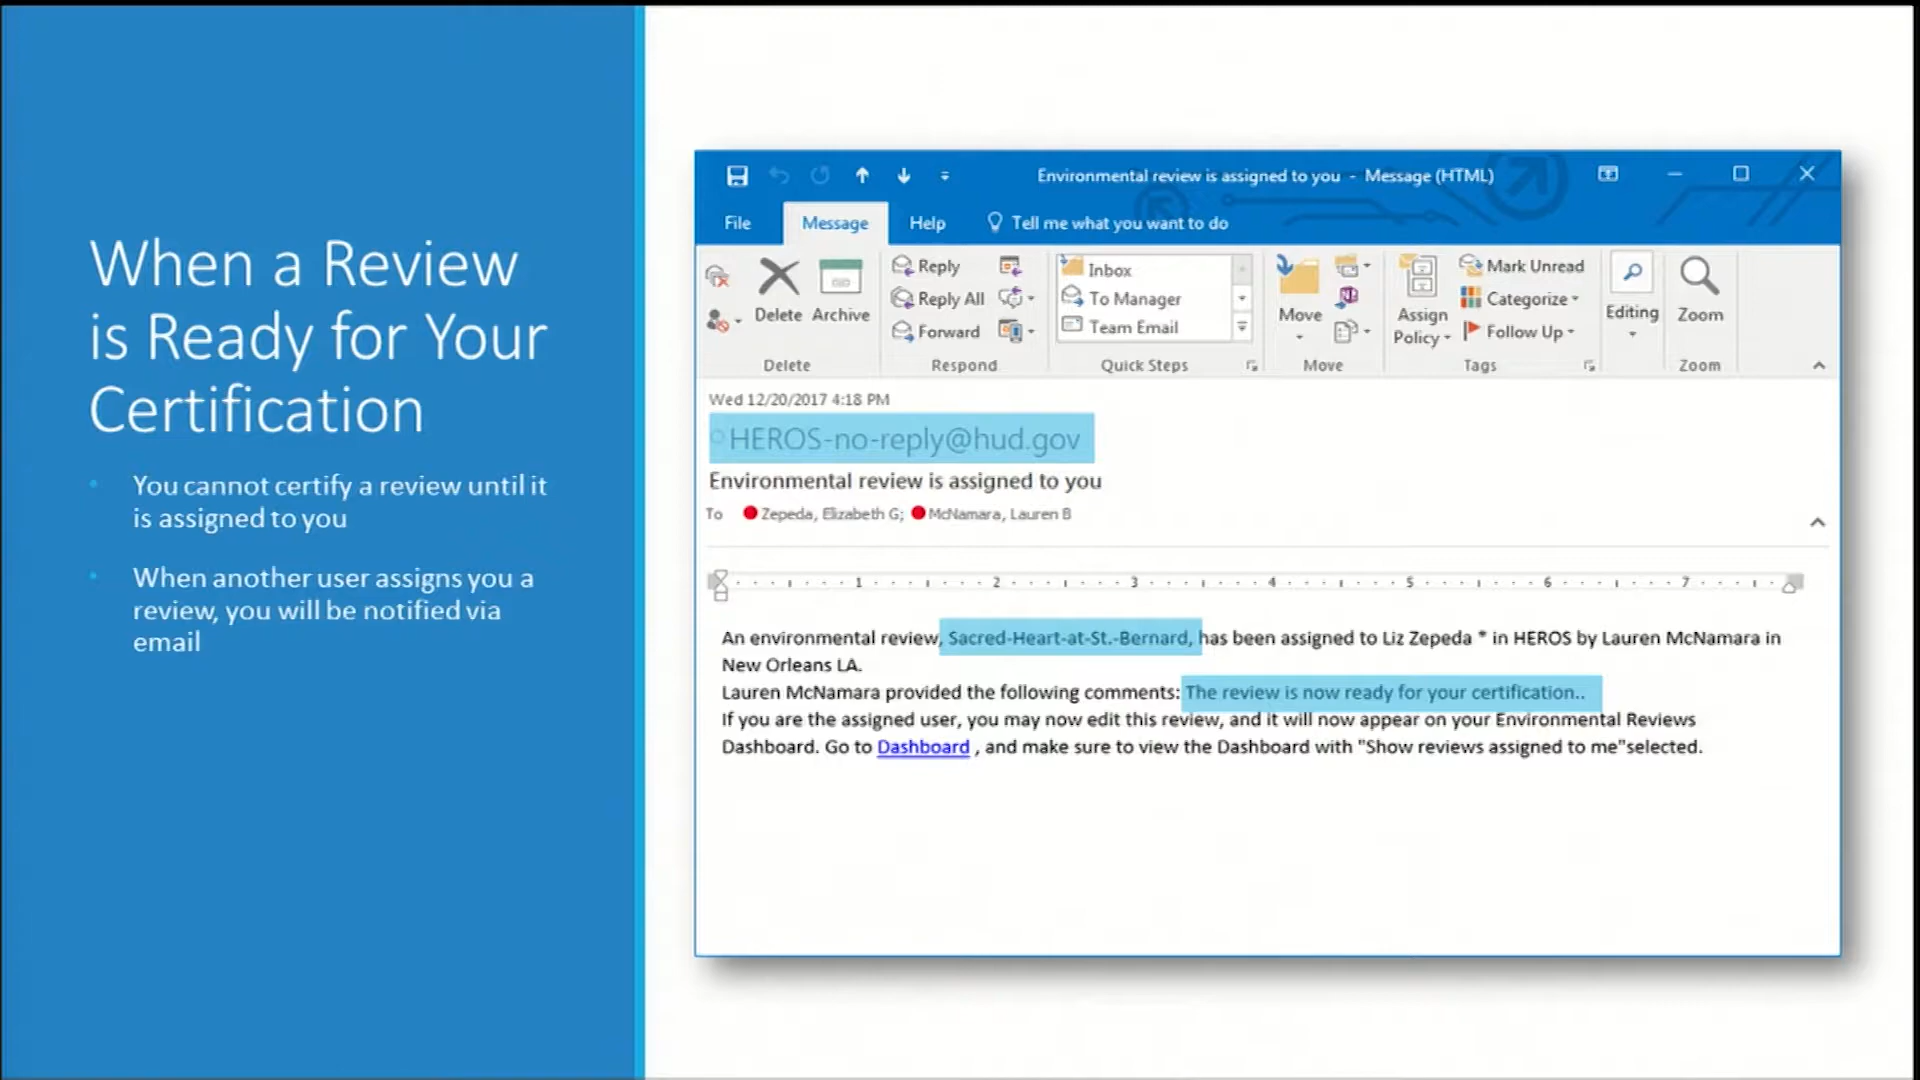 When a Review
is Ready for Your
Certification
You cannot certify a review until it
is assigned to you
When another user assigns you a
review, you will be notified via
email
Environmental review is assigned to you - Message (HTML)
File Message Help Tell me what you want to do
Delete Archive
Reply
Reply All
Forward
Inbox
To Manager
Team Email
Move
Assign
Policy
Mark Unread
Categorize
Follow Up
Editing
Zoom
Delete Respond Quick Steps Move Tags Zoom
Wed 12/20/2017 4:18 PM
HEROS-no-reply@hud.gov
Environmental review is assigned to you
To Zepeda, Elizabeth G; McNamara, Lauren B
1 2 3 4 5 6 7
An environmental review, Sacred-Heart-at-St.-Bernard, has been assigned to Liz Zepeda * in HEROS by Lauren McNamara in
New Orleans LA.
Lauren McNamara provided the following comments: The review is now ready for your certification..
If you are the assigned user, you may now edit this review, and it will now appear on your Environmental Reviews
Dashboard. Go to Dashboard , and make sure to view the Dashboard with "Show reviews assigned to me"selected.